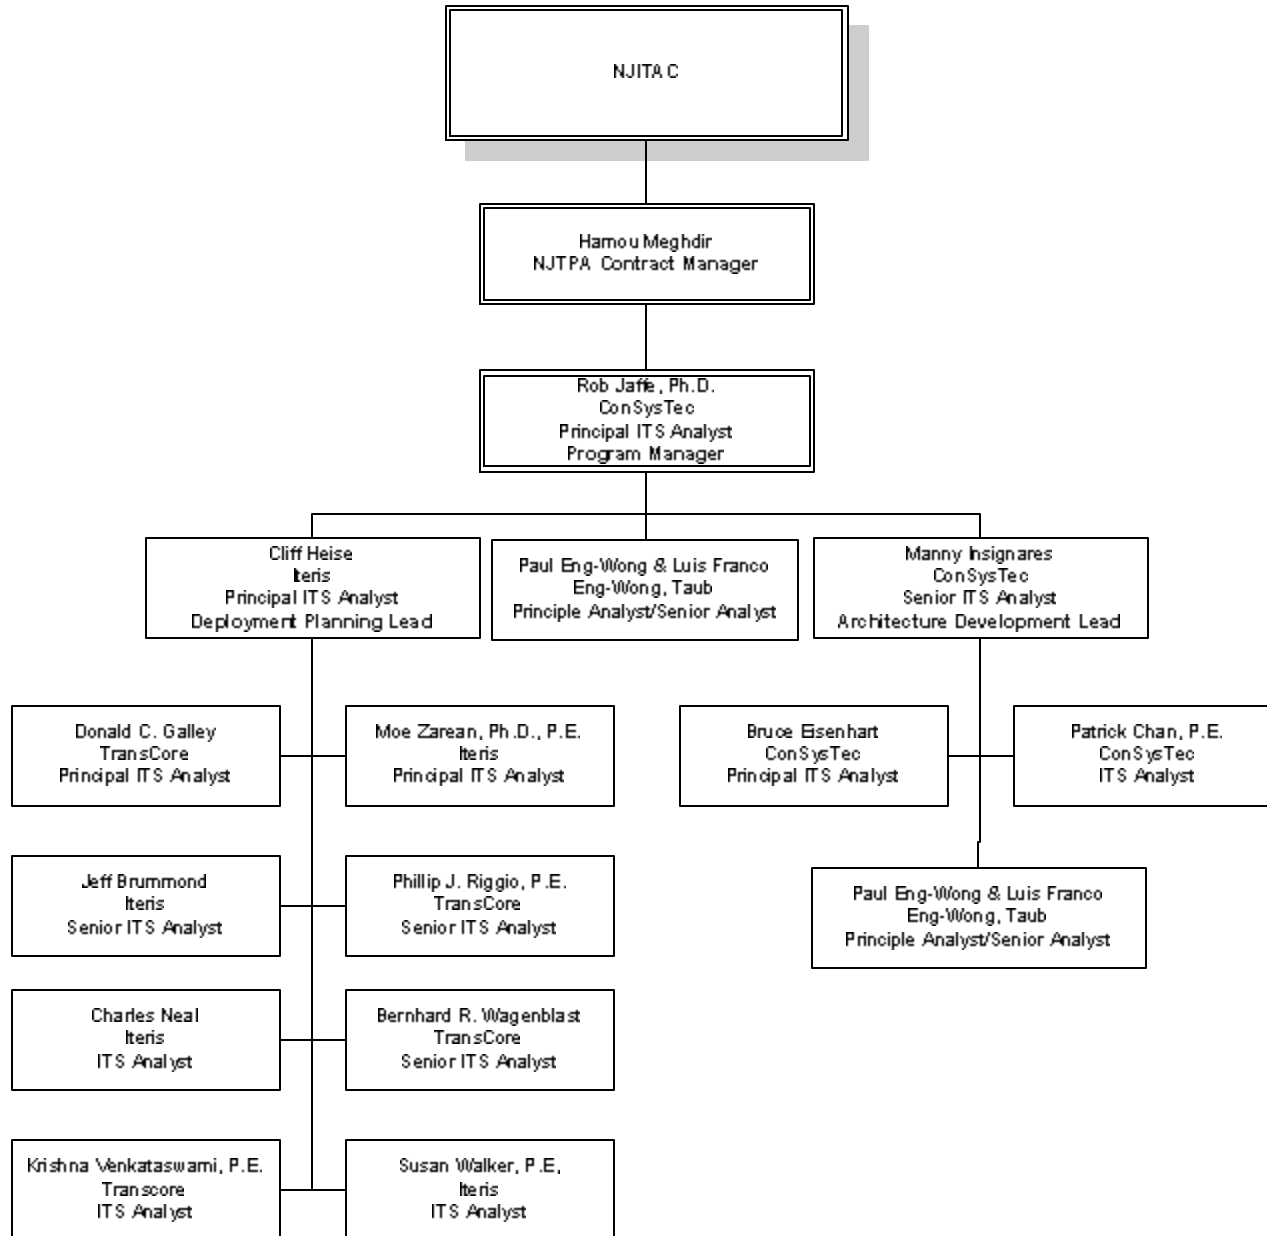 NJITAC
Hamou Meghdir
NJTPA Contract Manager
Rob Jaffe, Ph.D.
ConSysTec
Principal ITS Analyst
Program Manager
Cliff Heise
Iteris
Principal ITS Analyst
Deployment Planning Lead
Paul Eng-Wong & Luis Franco
Eng-Wong, Taub
Principle Analyst/Senior Analyst
Manny Insignares
ConSysTec
Senior ITS Analyst
Architecture Development Lead
Donald C. Galley
TransCore
Principal ITS Analyst
Moe Zarean, Ph.D., P.E.
Iteris
Principal ITS Analyst
Bruce Eisenhart
ConSysTec
Principal ITS Analyst
Patrick Chan, P.E.
ConSysTec
ITS Analyst
Jeff Brummond
Iteris
Senior ITS Analyst
Phillip J. Riggio, P.E.
TransCore
Senior ITS Analyst
Paul Eng-Wong & Luis Franco
Eng-Wong, Taub
Principle Analyst/Senior Analyst
Charles Neal
Iteris
ITS Analyst
Bernhard R. Wagenblast
TransCore
Senior ITS Analyst
Krishna Venkataswami, P.E.
Transcore
ITS Analyst
Susan Walker, P.E,
Iteris
ITS Analyst